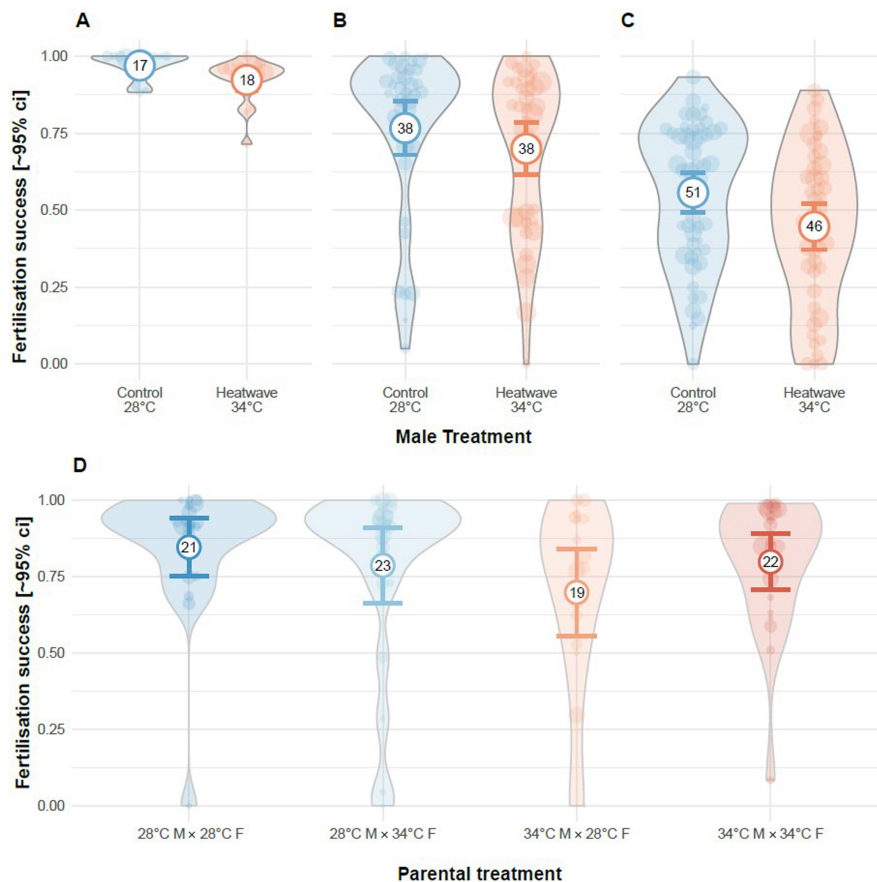 A
B
C
Fertilisation success [~95% ci]
1.00
0.75
0.50
0.25
0.00
17
18
38
38
51
46
Control
28°C
Heatwave
34°C
Control
28°C
Heatwave
34°C
Control
28°C
Heatwave
34°C
Male Treatment
D
Fertilisation success [~95% ci]
1.00
0.75
0.50
0.25
0.00
21
23
19
22
28°C M × 28°C F
28°C M × 34°C F
34°C M × 28°C F
34°C M × 34°C F
Parental treatment